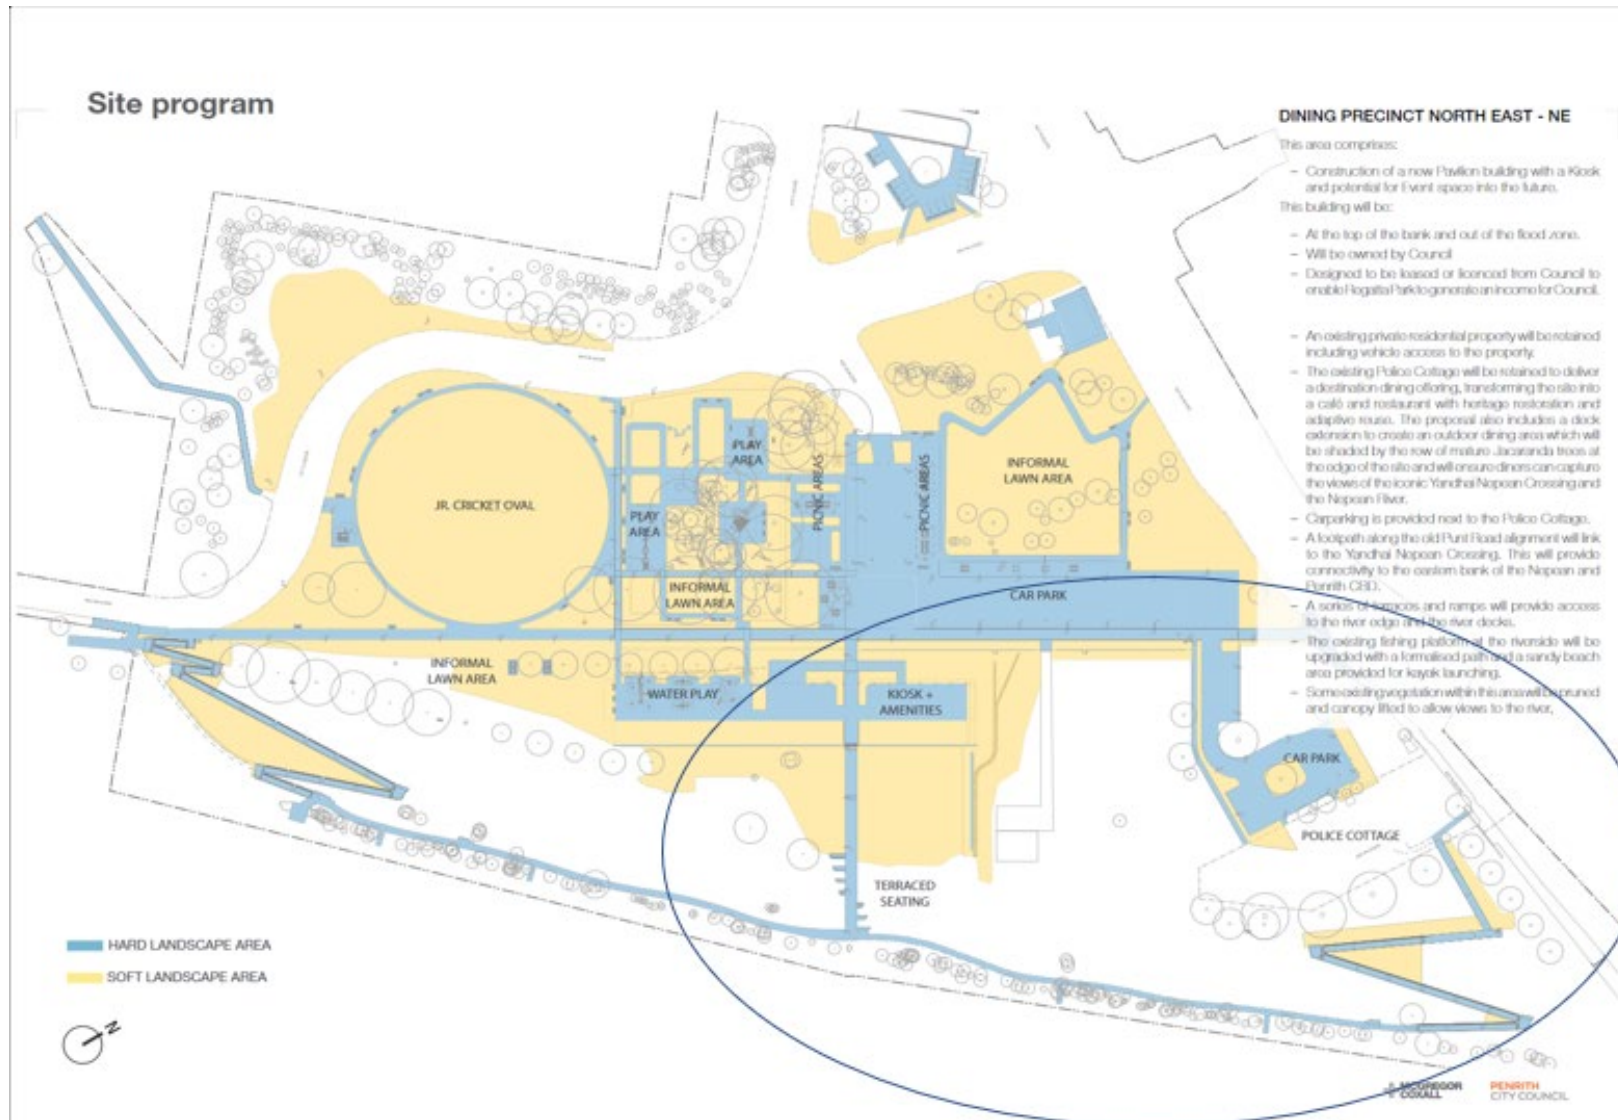 Site program
DINING PRECINCT NORTH EAST - NE
This area comprises:
– Construction of a new Pavilion building with a Kiosk
and potential for Event space into the future.
This building will be:
– At the top of the bank and out of the flood zone.
– Will be owned by Council
– Designed to be leased or licenced from Council to
enable Regatta Park to generate an income for Council.
– An existing private residential property will be retained
including vehicle access to the property.
– The existing Police Cottage will be retained to deliver
a destination dining offering, transforming the site into
a café and restaurant with heritage restoration and
adaptive reuse. The proposal also includes a deck
extension to create an outdoor dining area which will
be shaded by the row of mature Jacaranda trees at
the edge of the site and will ensure diners can capture
the views of the iconic Yandhai Nepean Crossing and
the Nepean River.
– Carparking is provided next to the Police Cottage.
– A footpath along the old Punt Road alignment will link
to the Yandhai Nepean Crossing. This will provide
connectivity to the eastern bank of the Nepean and
Penrith CBD.
– A series of terraces and ramps will provide access
to the river edge and the river decks.
– The existing fishing platform at the riverside will be
upgraded with a formalised path and a sandy beach
area provided for kayak launching.
– Some existing vegetation within this area will be pruned
and canopy lifted to allow views to the river,
JR. CRICKET OVAL
PLAY
AREA
PLAY
AREA
PICNIC AREAS
PICNIC AREAS
INFORMAL
LAWN AREA
INFORMAL
LAWN AREA
CAR PARK
INFORMAL
LAWN AREA
WATER PLAY
KIOSK +
AMENITIES
CAR PARK
POLICE COTTAGE
TERRACED
SEATING
HARD LANDSCAPE AREA
SOFT LANDSCAPE AREA
N
MCGREGOR
COXALL
PENRITH
CITY COUNCIL